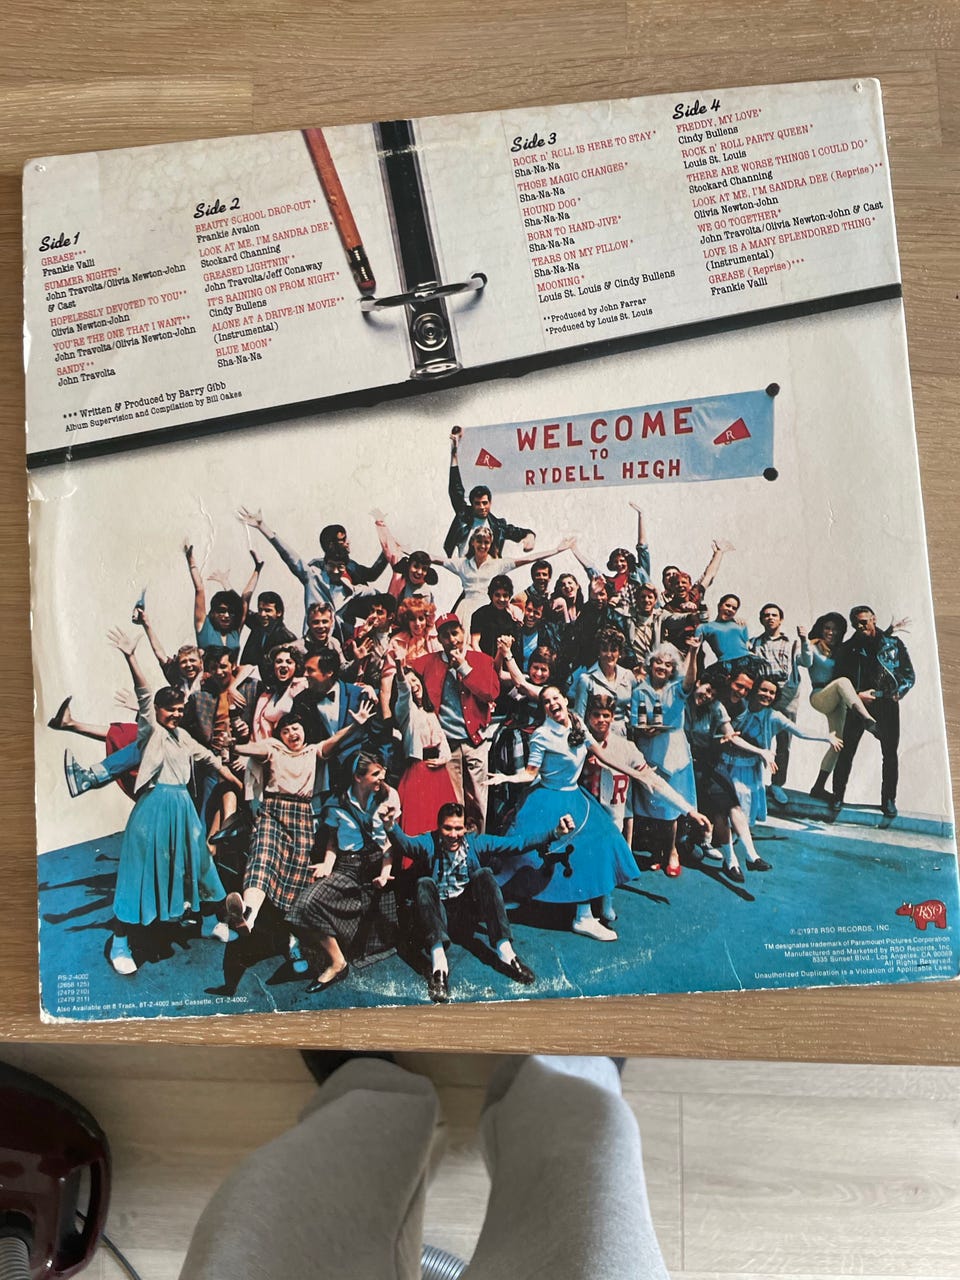 Side 1
GREASE***
Frankie Valli
SUMMER NIGHTS*
John Travolta/Olivia Newton-John
& Cast
HOPELESSLY DEVOTED TO YOU**
Olivia Newton-John
YOU'RE THE ONE THAT I WANT**
John Travolta/Olivia Newton-John
SANDY**
John Travolta
*** Written & Produced by Barry Gibb
Album Supervision and Compilation by Bill Oakes
Side 2
BEAUTY SCHOOL DROP-OUT*
Frankie Avalon
LOOK AT ME, I'M SANDRA DEE*
Stockard Channing
GREASED LIGHTNIN'*
John Travolta/Jeff Conaway
IT'S RAINING ON PROM NIGHT*
Cindy Bullens
ALONE AT A DRIVE-IN MOVIE**
(Instrumental)
BLUE MOON*
Sha-Na-Na
Side 3
ROCK n' ROLL IS HERE TO STAY*
Sha-Na-Na
THOSE MAGIC CHANGES*
Sha-Na-Na
HOUND DOG*
Sha-Na-Na
BORN TO HAND-JIVE*
Sha-Na-Na
TEARS ON MY PILLOW*
Sha-Na-Na
MOONING*
Louis St. Louis & Cindy Bullens
**Produced by John Farrar
*Produced by Louis St. Louis
Side 4
FREDDY, MY LOVE*
Cindy Bullens
ROCK n' ROLL PARTY QUEEN*
Louis St. Louis
THERE ARE WORSE THINGS I COULD DO*
Stockard Channing
LOOK AT ME, I'M SANDRA DEE (Reprise)**
Olivia Newton-John
WE GO TOGETHER*
John Travolta/Olivia Newton-John & Cast
LOVE IS A MANY SPLENDORED THING*
(Instrumental)
GREASE (Reprise)***
Frankie Valli
WELCOME
TO
RYDELL HIGH
R
R
R
RSO
℗©1978 RSO RECORDS, INC.
TM designates trademark of Paramount Pictures Corporation
Manufactured and Marketed by RSO Records, Inc.
8335 Sunset Blvd., Los Angeles, CA 90069
All Rights Reserved.
Unauthorized Duplication is a Violation of Applicable Laws.
RS-2-4002
(2658 125)
(2479 210)
(2479 211)
Also Available on 8 Track, 8T-2-4002 and Cassette, CT-2-4002.